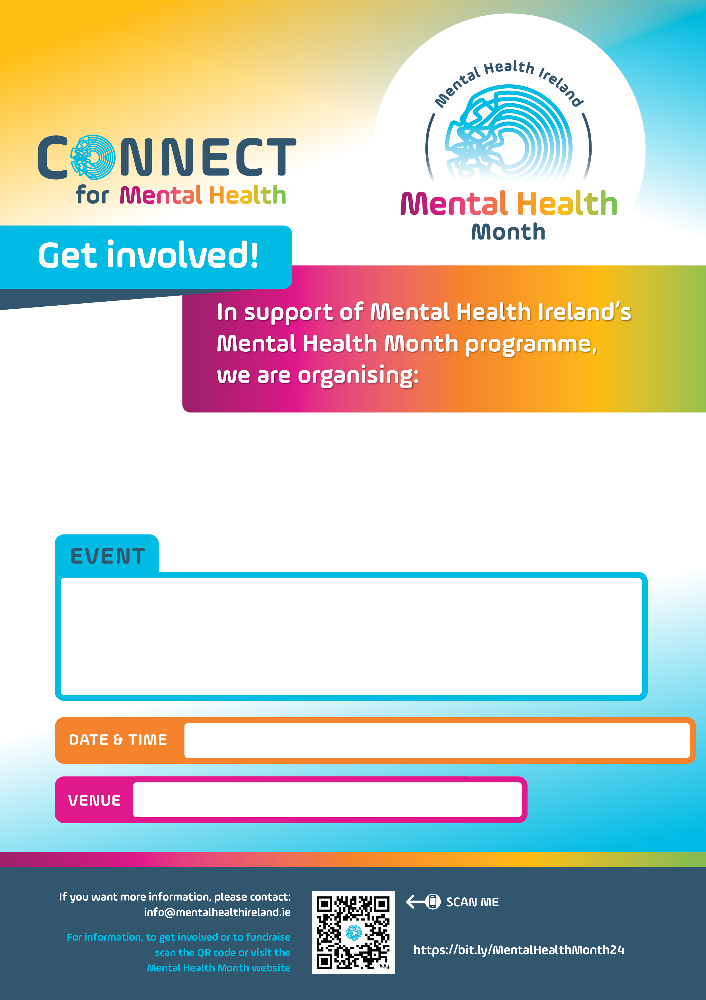 CONNECT
for Mental Health
Mental Health Ireland
Mental Health
Month
Get involved!
In support of Mental Health Ireland's
Mental Health Month programme,
we are organising:
EVENT
DATE & TIME
VENUE
If you want more information, please contact:
info@mentalhealthireland.ie
For information, to get involved or to fundraise
scan the QR code or visit the
Mental Health Month website
bitly
SCAN ME
https://bit.ly/MentalHealthMonth24